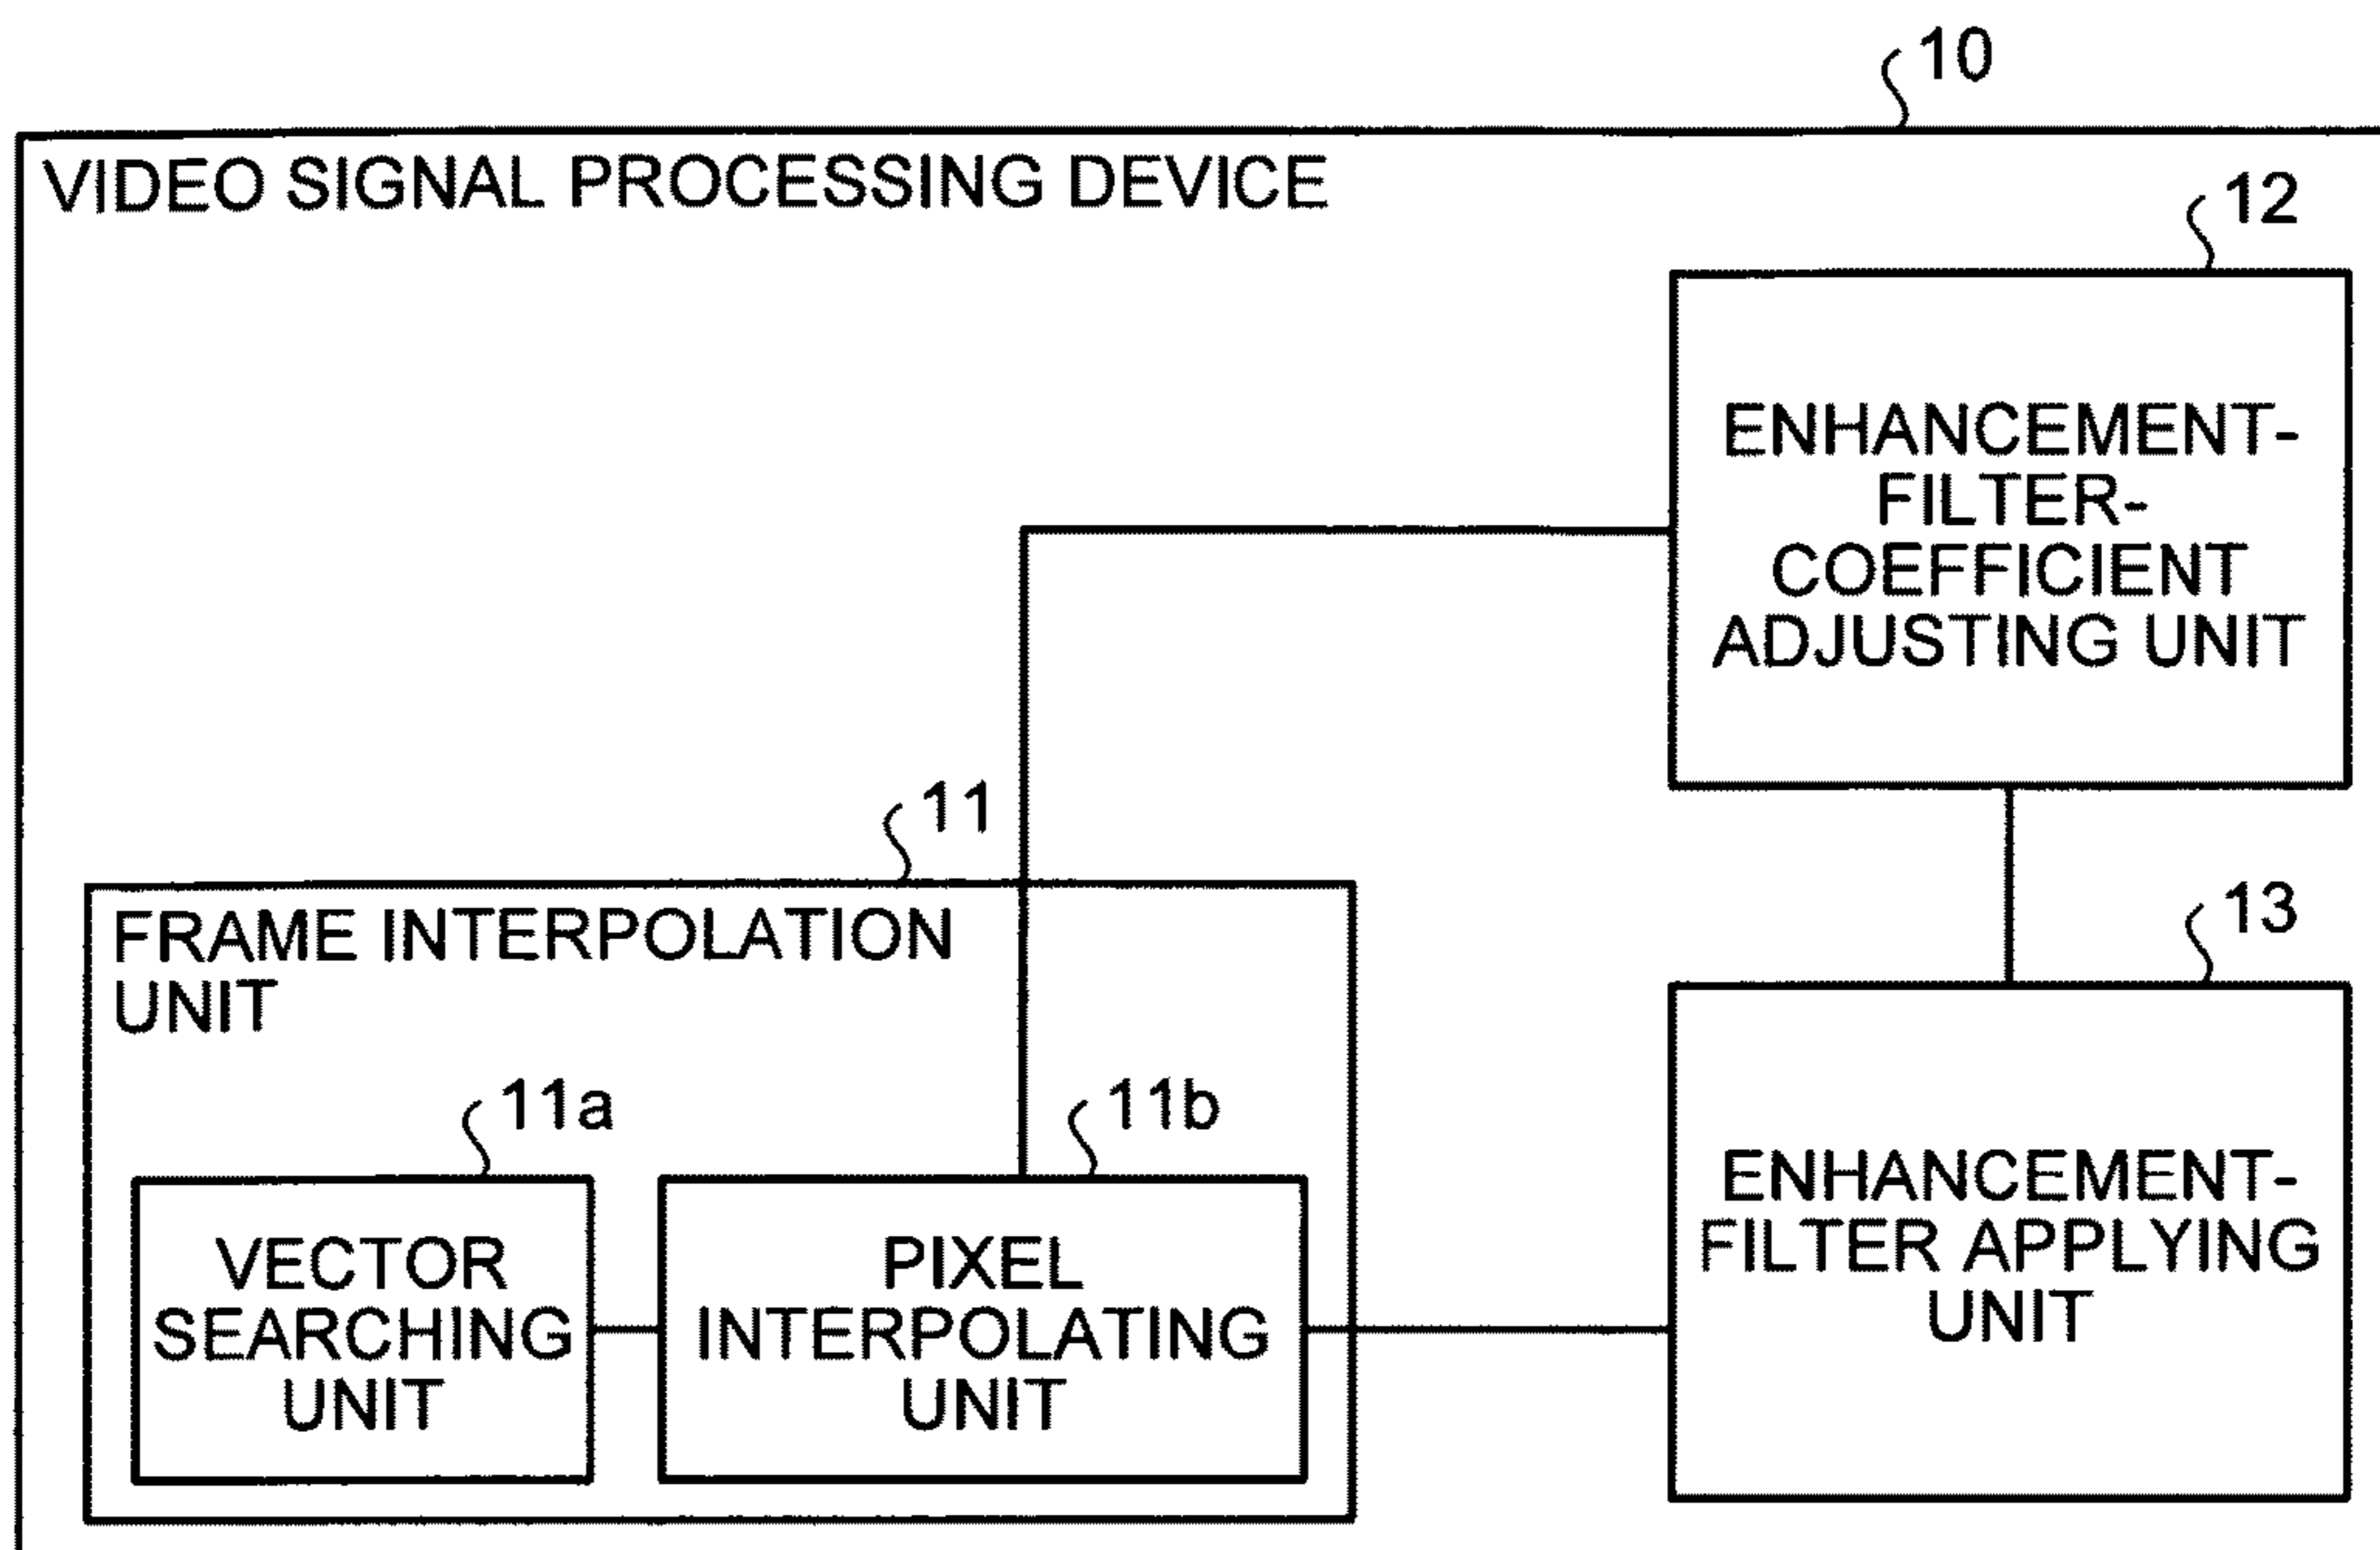 10
VIDEO SIGNAL PROCESSING DEVICE
12
ENHANCEMENT-
FILTER-
COEFFICIENT
ADJUSTING UNIT
11
FRAME INTERPOLATION
UNIT
13
11a
11b
VECTOR
SEARCHING
UNIT
PIXEL
INTERPOLATING
UNIT
ENHANCEMENT-
FILTER APPLYING
UNIT